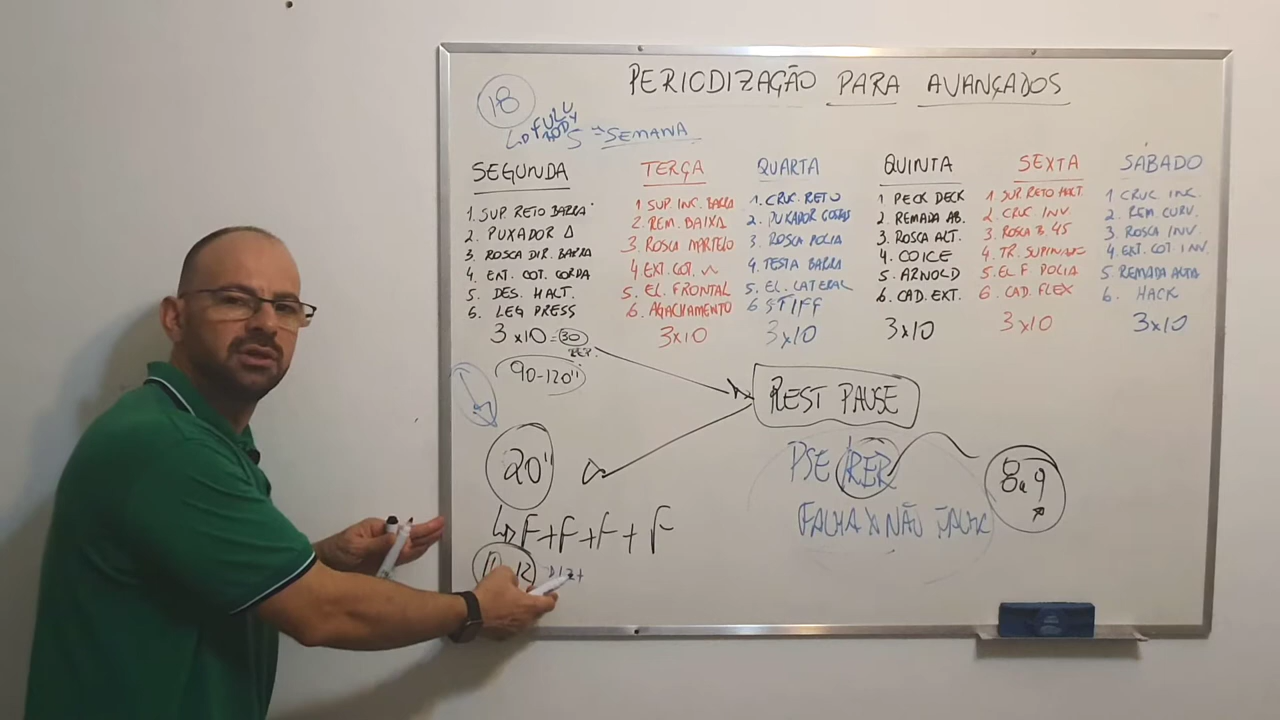 PERIODIZAÇÃO PARA AVANÇADOS
18
FULL BODY 5 = SEMANA
SEGUNDA
1. SUP. RETO BARRA
2. PUXADOR Δ
3. ROSCA DIR. BARRA
4. EXT. COT. CORDA
5. DES. HALT.
6. LEG PRESS
3x10=30
REP.
90-120"
TERÇA
1 SUP. INC. BARRA
2. REM. BAIXA
3. ROSCA MARTELO
4. EXT. COT. ^
5. EL. FRONTAL
6. AGACHAMENTO
3x10
QUARTA
1. CRUC. RETO
2. PUXADOR COSTAS
3. ROSCA POLIA
4. TESTA BARRA
5. EL. LATERAL
6 STIFF
3x10
QUINTA
1. PECK DECK
2. REMADA AB.
3. ROSCA ALT.
4. COICE
5. ARNOLD
6. CAD. EXT.
3x10
SEXTA
1. SUP. RETO HALT.
2. CRUC INV.
3. ROSCA B. 45
4. TR. SUPINADO
5. EL F POLIA
6. CAD. FLEX
3x10
SÁBADO
1. CRUC INC.
2. REM. CURV.
3. ROSCA INV.
4. EXT. COT INV.
5. REMADA ALTA
6. HACK
3x10
REST PAUSE
20"
F+F+F+F
PSE/RER
8 a 9
FALHA X NÃO FALHA